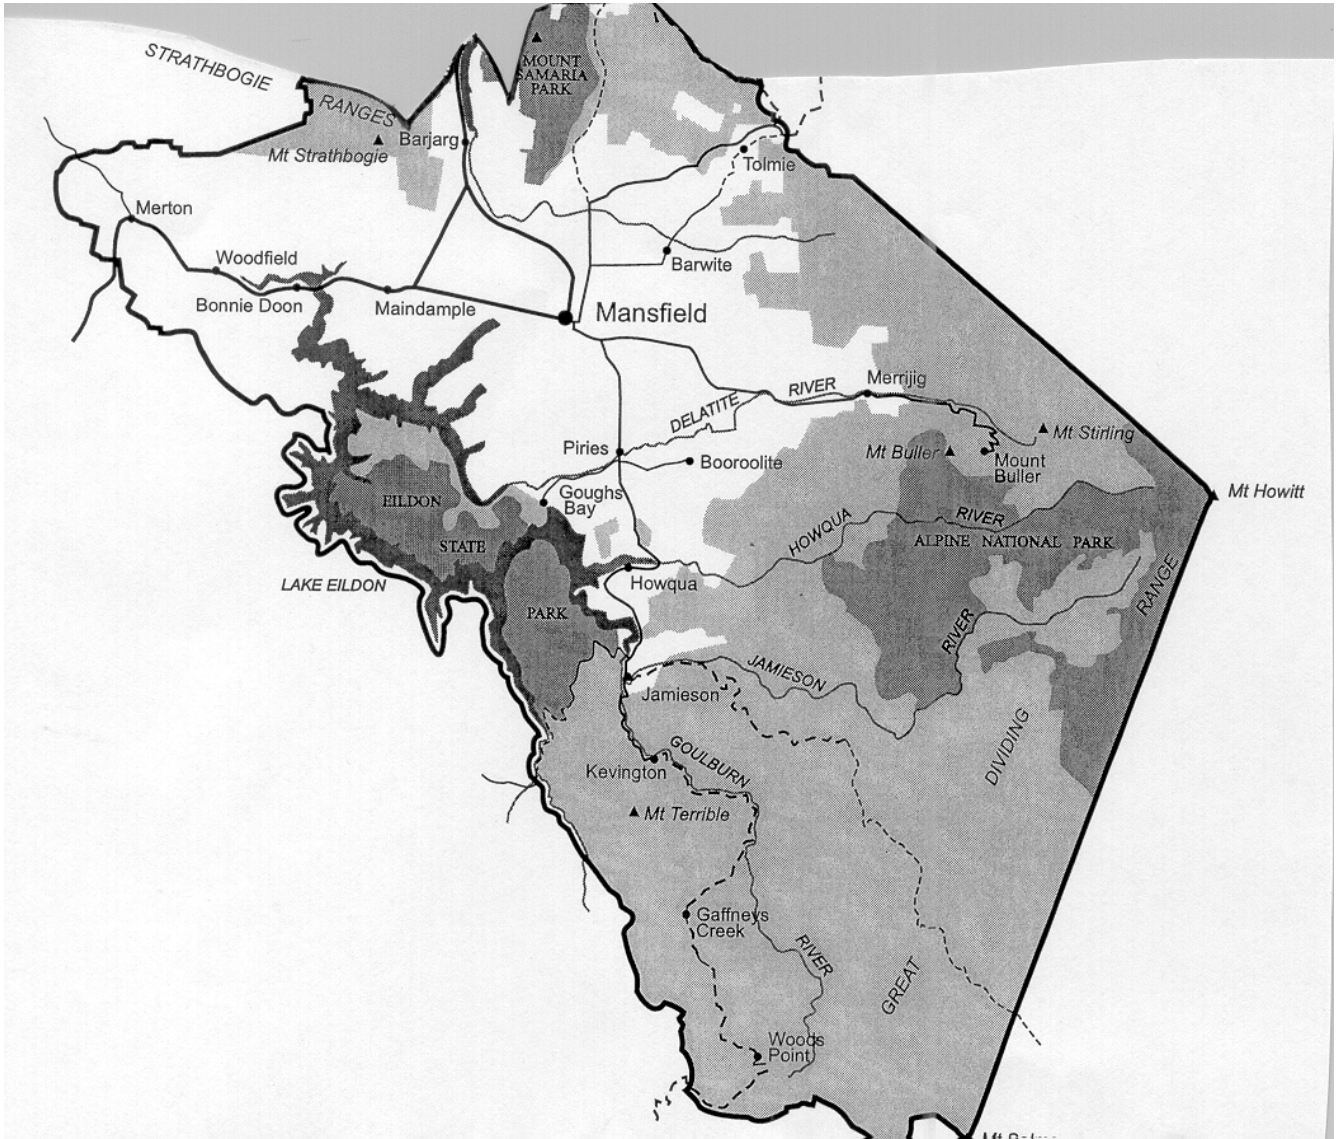 STRATHBOGIE
RANGES
MOUNT
SAMARIA
PARK
Barjarg
Mt Strathbogie
Tolmie
Merton
Woodfield
Barwite
Bonnie Doon
Maindample
Mansfield
RIVER
Merrijig
DELATITE
Mt Stirling
Piries
Mt Buller
Booroolite
Mount
Buller
Mt Howitt
EILDON
Goughs
Bay
HOWQUA
RIVER
STATE
ALPINE NATIONAL PARK
LAKE EILDON
Howqua
RANGE
PARK
RIVER
JAMIESON
Jamieson
DIVIDING
GOULBURN
Kevington
Mt Terrible
Gaffneys
Creek
RIVER
GREAT
Woods
Point